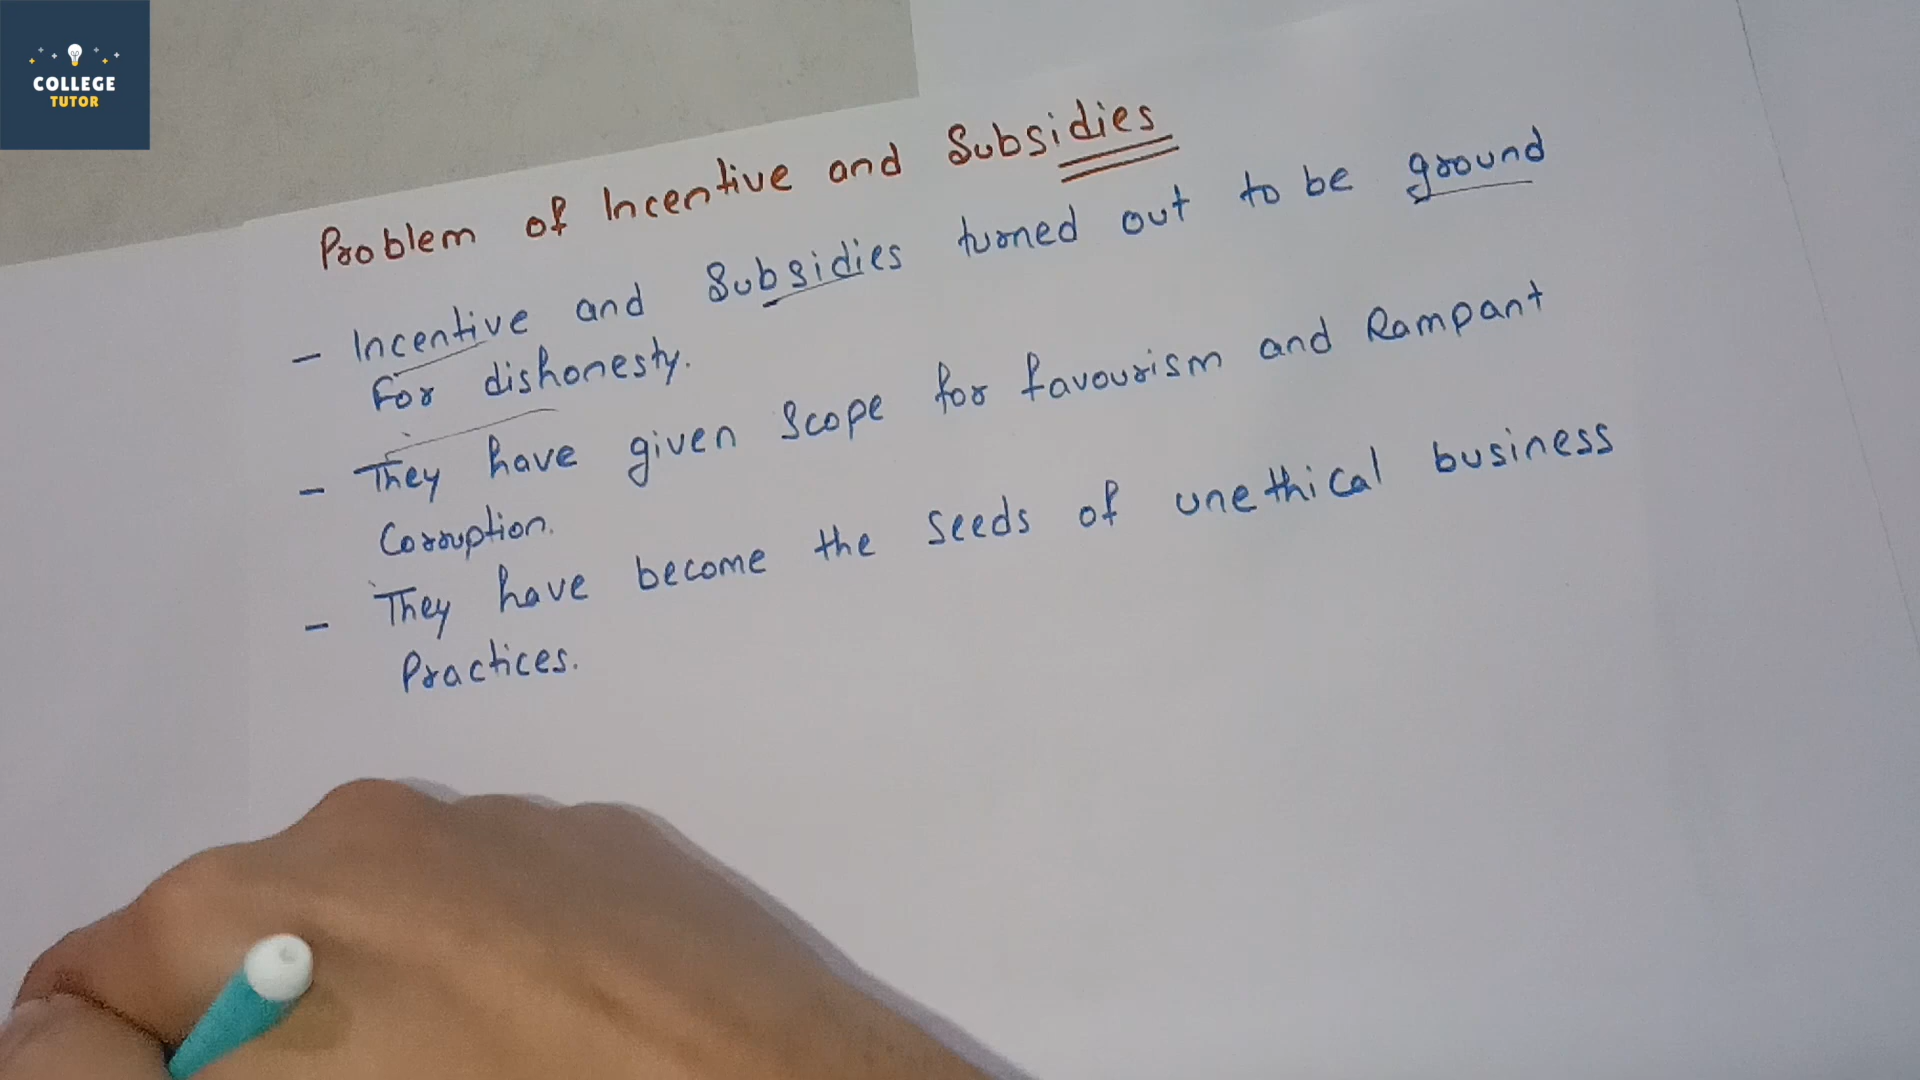 COLLEGE
TUTOR
Problem of Incentive and Subsidies
- Incentive and Subsidies turned out to be ground
For dishonesty.
- They have given Scope for favourism and Rampant
Corruption.
- They have become the Seeds of unethical business
Practices.